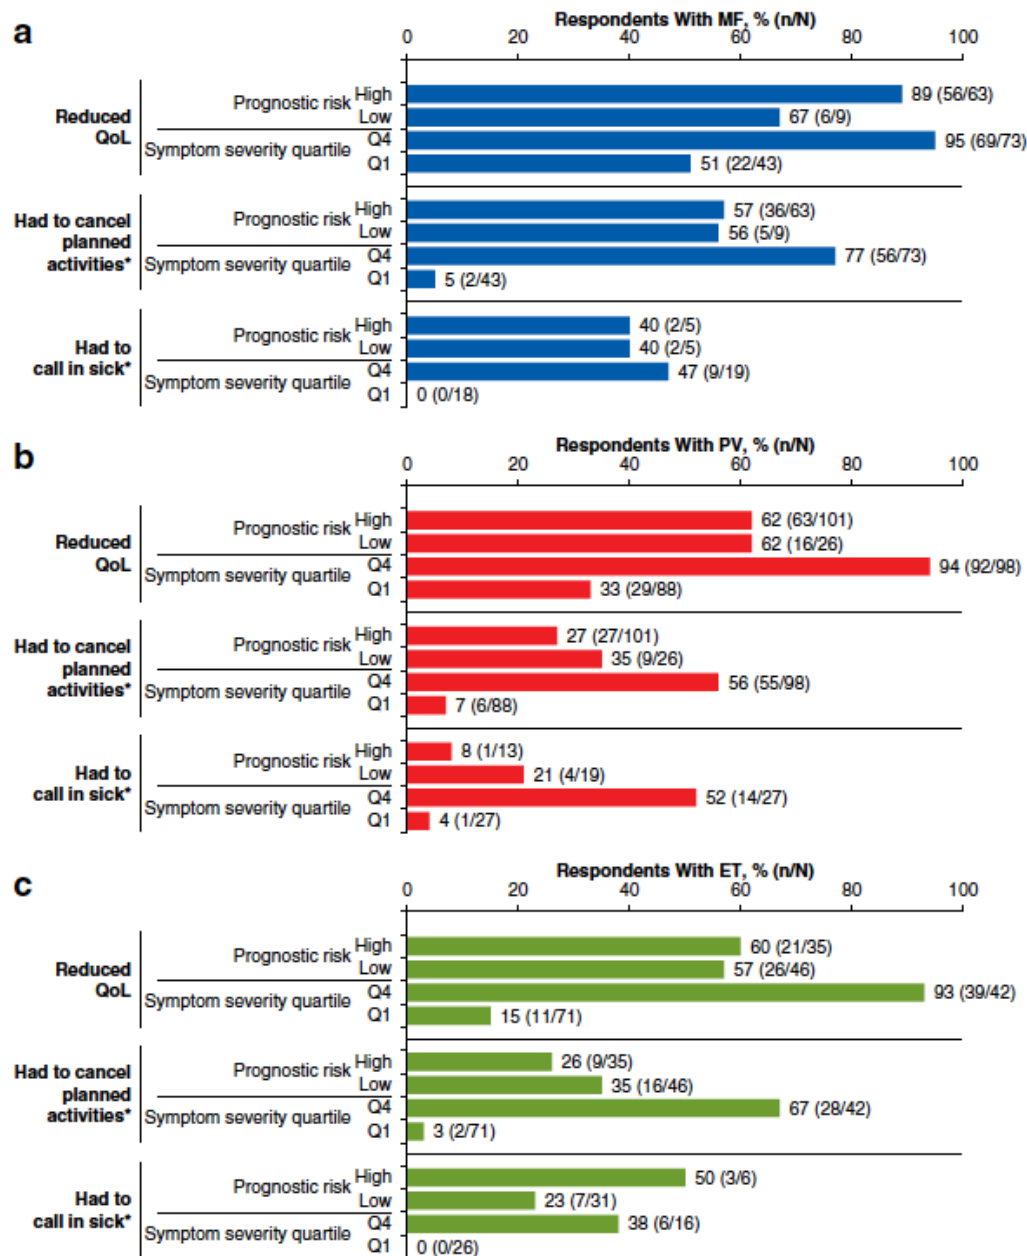 a
Respondents With MF, % (n/N)
0 20 40 60 80 100
Reduced QoL
Prognostic risk
High 89 (56/63)
Low 67 (6/9)
Symptom severity quartile
Q4 95 (69/73)
Q1 51 (22/43)
Had to cancel planned activities*
Prognostic risk
High 57 (36/63)
Low 56 (5/9)
Symptom severity quartile
Q4 77 (56/73)
Q1 5 (2/43)
Had to call in sick*
Prognostic risk
High 40 (2/5)
Low 40 (2/5)
Symptom severity quartile
Q4 47 (9/19)
Q1 0 (0/18)
b
Respondents With PV, % (n/N)
0 20 40 60 80 100
Reduced QoL
Prognostic risk
High 62 (63/101)
Low 62 (16/26)
Symptom severity quartile
Q4 94 (92/98)
Q1 33 (29/88)
Had to cancel planned activities*
Prognostic risk
High 27 (27/101)
Low 35 (9/26)
Symptom severity quartile
Q4 56 (55/98)
Q1 7 (6/88)
Had to call in sick*
Prognostic risk
High 8 (1/13)
Low 21 (4/19)
Symptom severity quartile
Q4 52 (14/27)
Q1 4 (1/27)
c
Respondents With ET, % (n/N)
0 20 40 60 80 100
Reduced QoL
Prognostic risk
High 60 (21/35)
Low 57 (26/46)
Symptom severity quartile
Q4 93 (39/42)
Q1 15 (11/71)
Had to cancel planned activities*
Prognostic risk
High 26 (9/35)
Low 35 (16/46)
Symptom severity quartile
Q4 67 (28/42)
Q1 3 (2/71)
Had to call in sick*
Prognostic risk
High 50 (3/6)
Low 23 (7/31)
Symptom severity quartile
Q4 38 (6/16)
Q1 0 (0/26)